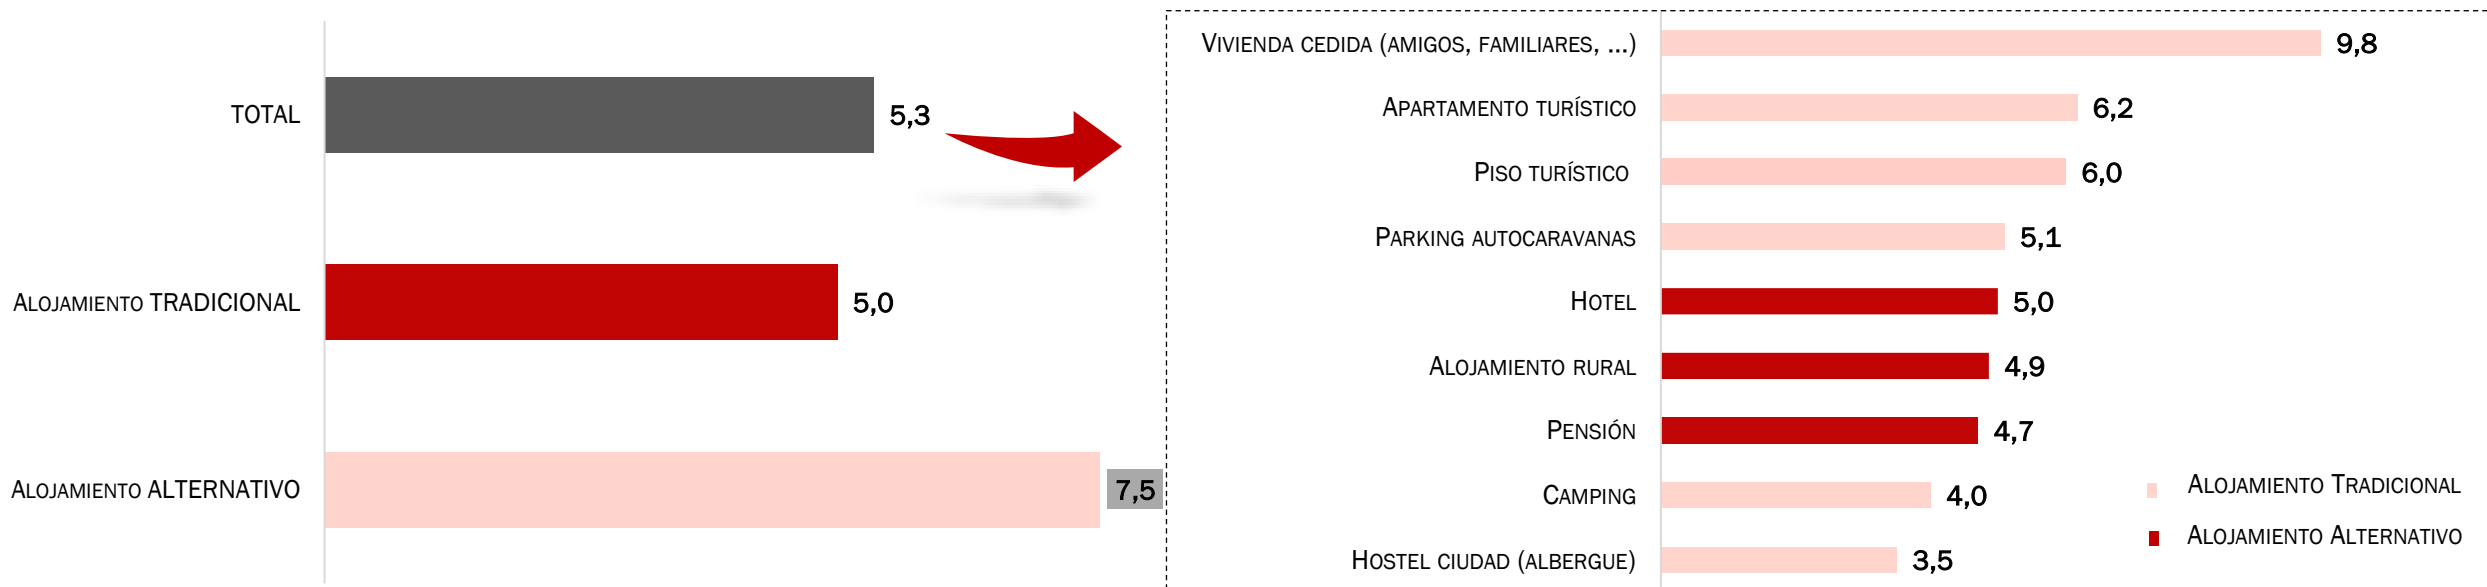 TOTAL 5,3
ALOJAMIENTO TRADICIONAL 5,0
ALOJAMIENTO ALTERNATIVO 7,5
VIVIENDA CEDIDA (AMIGOS, FAMILIARES, ...) 9,8
APARTAMENTO TURÍSTICO 6,2
PISO TURÍSTICO 6,0
PARKING AUTOCARAVANAS 5,1
HOTEL 5,0
ALOJAMIENTO RURAL 4,9
PENSIÓN 4,7
CAMPING 4,0
HOSTEL CIUDAD (ALBERGUE) 3,5
ALOJAMIENTO TRADICIONAL
ALOJAMIENTO ALTERNATIVO